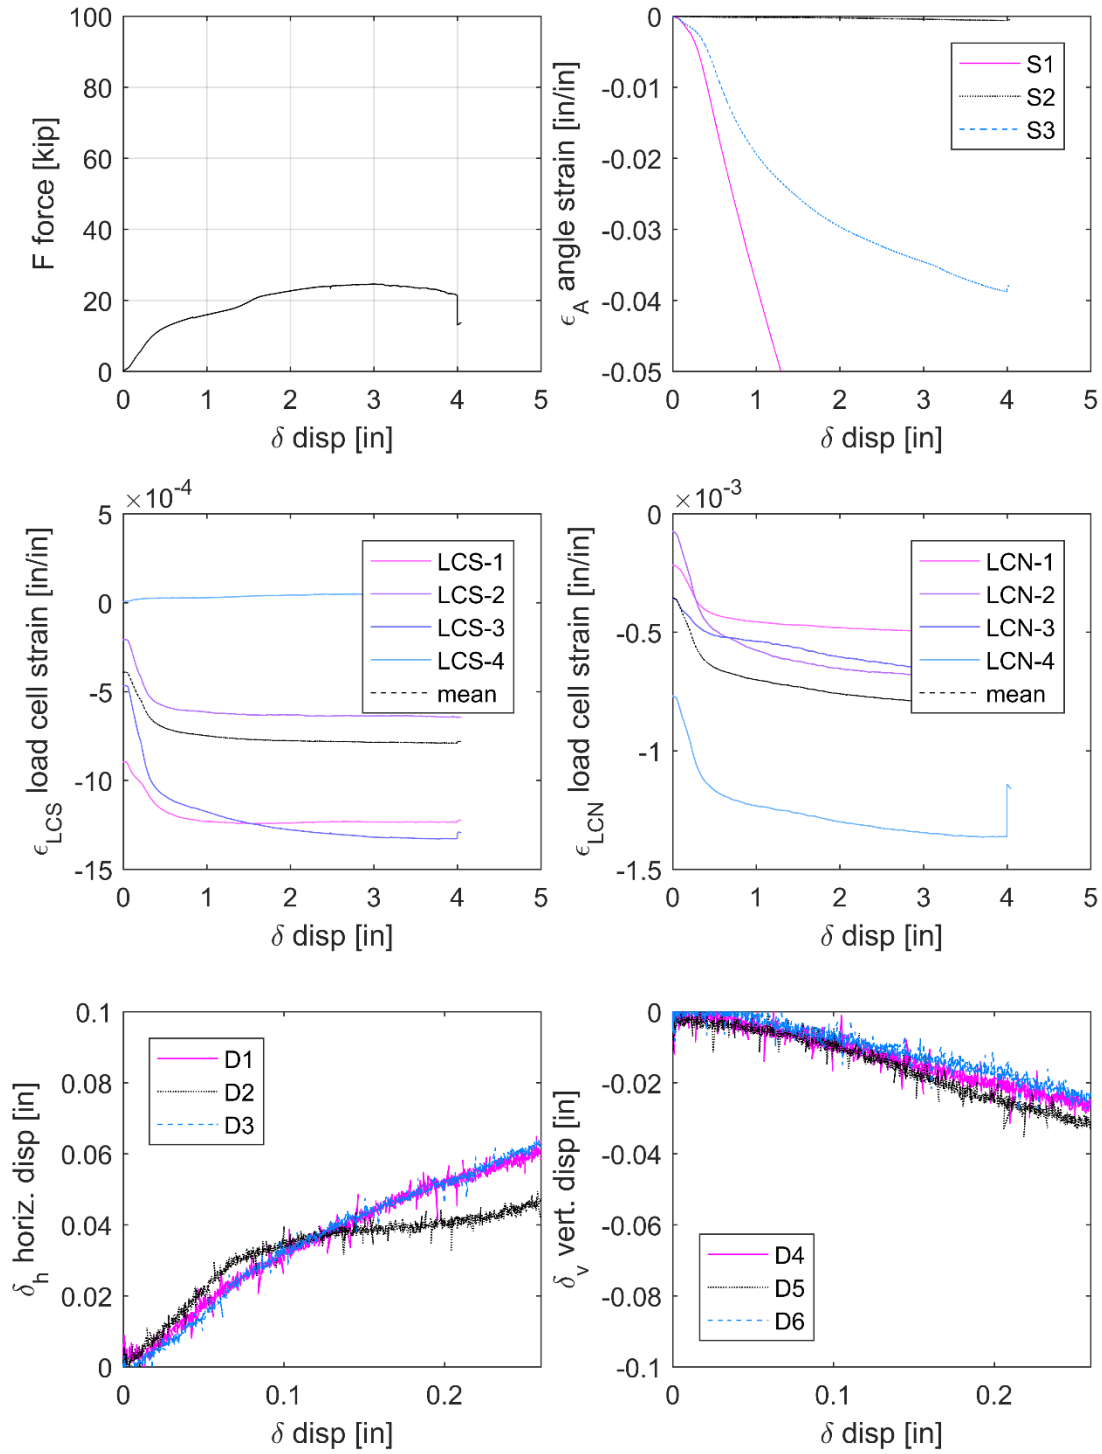 F force [kip]
100
80
60
40
20
0
0 1 2 3 4 5
δ disp [in]
ϵA angle strain [in/in]
0
-0.01
-0.02
-0.03
-0.04
-0.05
S1
S2
S3
0 1 2 3 4 5
δ disp [in]
×10-4
ϵLCS load cell strain [in/in]
5
0
-5
-10
-15
LCS-1
LCS-2
LCS-3
LCS-4
mean
0 1 2 3 4 5
δ disp [in]
×10-3
ϵLCN load cell strain [in/in]
0
-0.5
-1
-1.5
LCN-1
LCN-2
LCN-3
LCN-4
mean
0 1 2 3 4 5
δ disp [in]
δh horiz. disp [in]
0.1
0.08
0.06
0.04
0.02
0
D1
D2
D3
0 0.1 0.2
δ disp [in]
δv vert. disp [in]
0
-0.02
-0.04
-0.06
-0.08
-0.1
D4
D5
D6
0 0.1 0.2
δ disp [in]